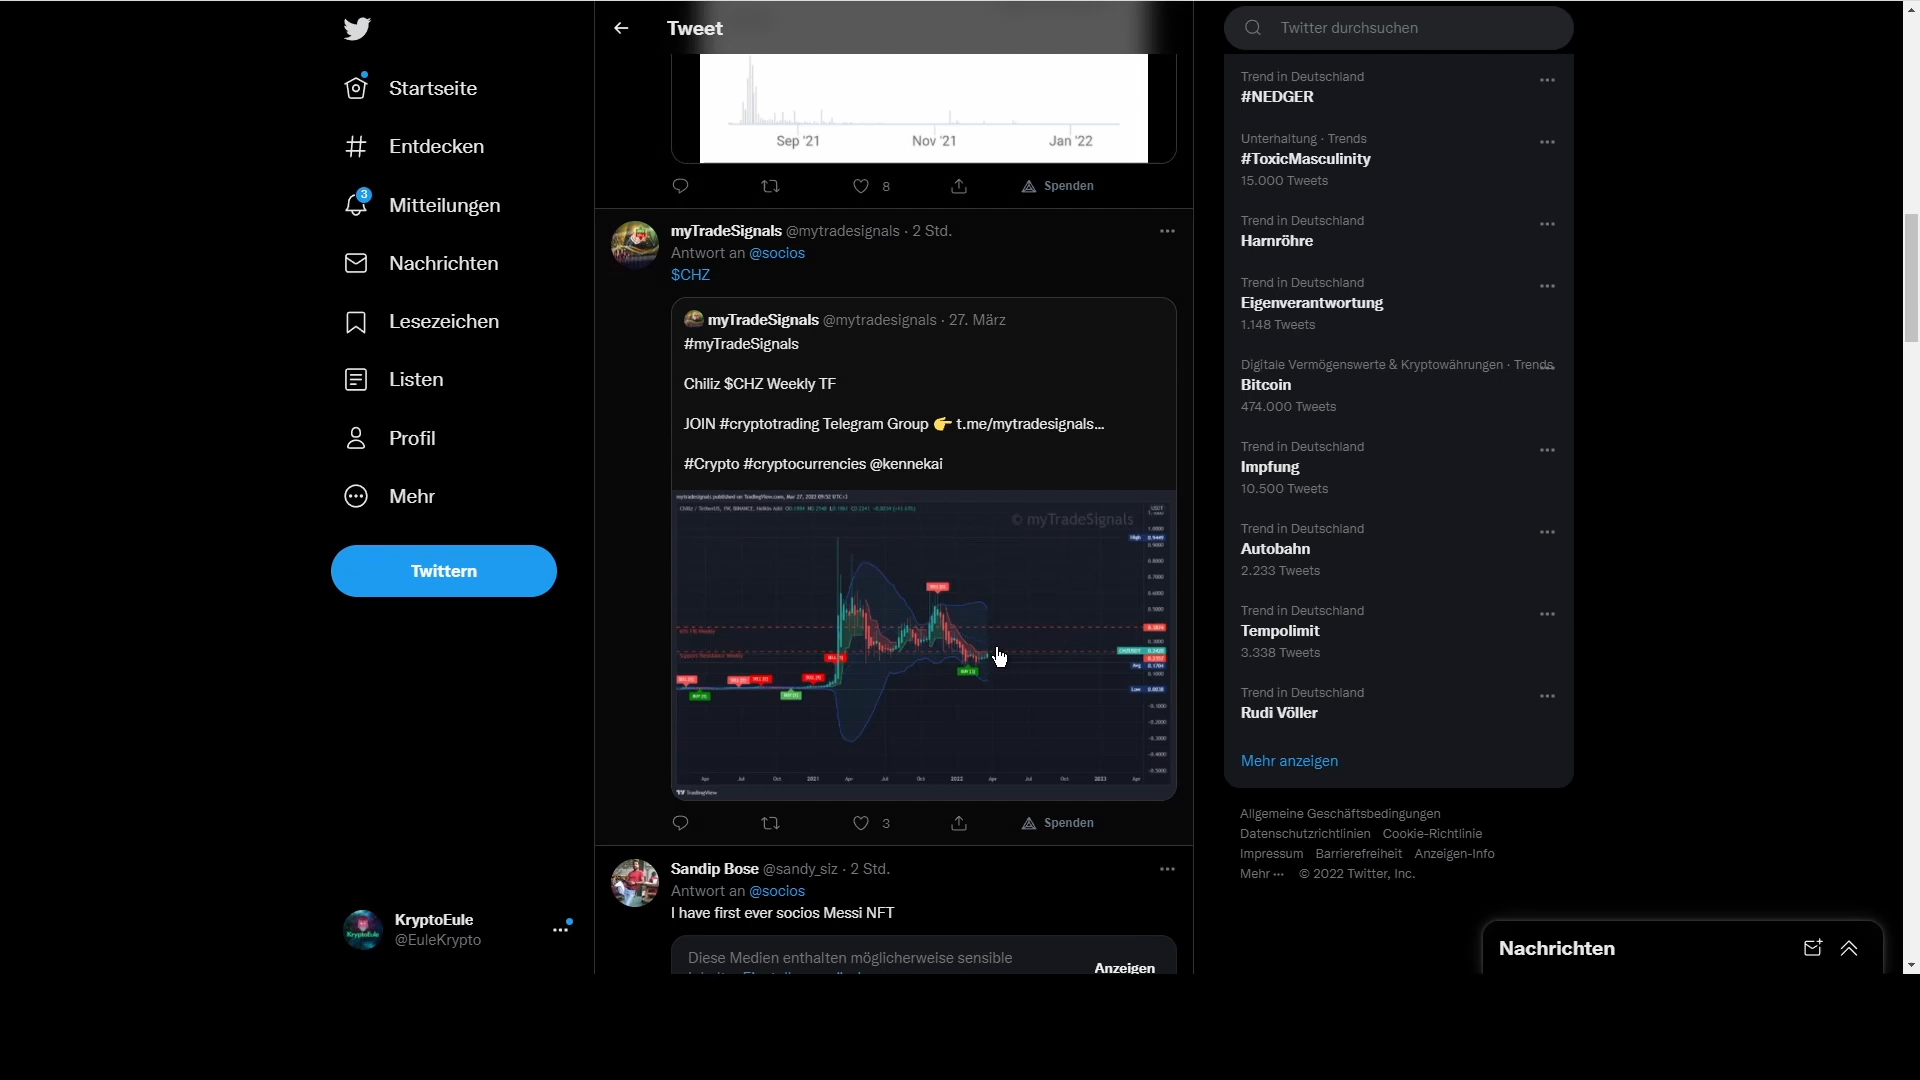 Startseite
Entdecken
3
Mitteilungen
Nachrichten
Lesezeichen
Listen
Profil
Mehr
Twittern
KryptoEule
@EuleKrypto
Tweet
Sep '21
Nov '21
Jan '22
8
Spenden
myTradeSignals @mytradesignals · 2 Std.
Antwort an @socios
$CHZ
myTradeSignals @mytradesignals · 27. März
#myTradeSignals
Chiliz $CHZ Weekly TF
JOIN #cryptotrading Telegram Group 👉 t.me/mytradesignals...
#Crypto #cryptocurrencies @kennekai
© myTradeSignals
TradingView
3
Spenden
Sandip Bose @sandy_siz · 2 Std.
Antwort an @socios
I have first ever socios Messi NFT
Diese Medien enthalten möglicherweise sensible
Anzeigen
Twitter durchsuchen
Trend in Deutschland
#NEDGER
Unterhaltung · Trends
#ToxicMasculinity
15.000 Tweets
Trend in Deutschland
Harnröhre
Trend in Deutschland
Eigenverantwortung
1.148 Tweets
Digitale Vermögenswerte & Kryptowährungen · Trends
Bitcoin
474.000 Tweets
Trend in Deutschland
Impfung
10.500 Tweets
Trend in Deutschland
Autobahn
2.233 Tweets
Trend in Deutschland
Tempolimit
3.338 Tweets
Trend in Deutschland
Rudi Völler
Mehr anzeigen
Allgemeine Geschäftsbedingungen
Datenschutzrichtlinien Cookie-Richtlinie
Impressum Barrierefreiheit Anzeigen-Info
Mehr ··· © 2022 Twitter, Inc.
Nachrichten